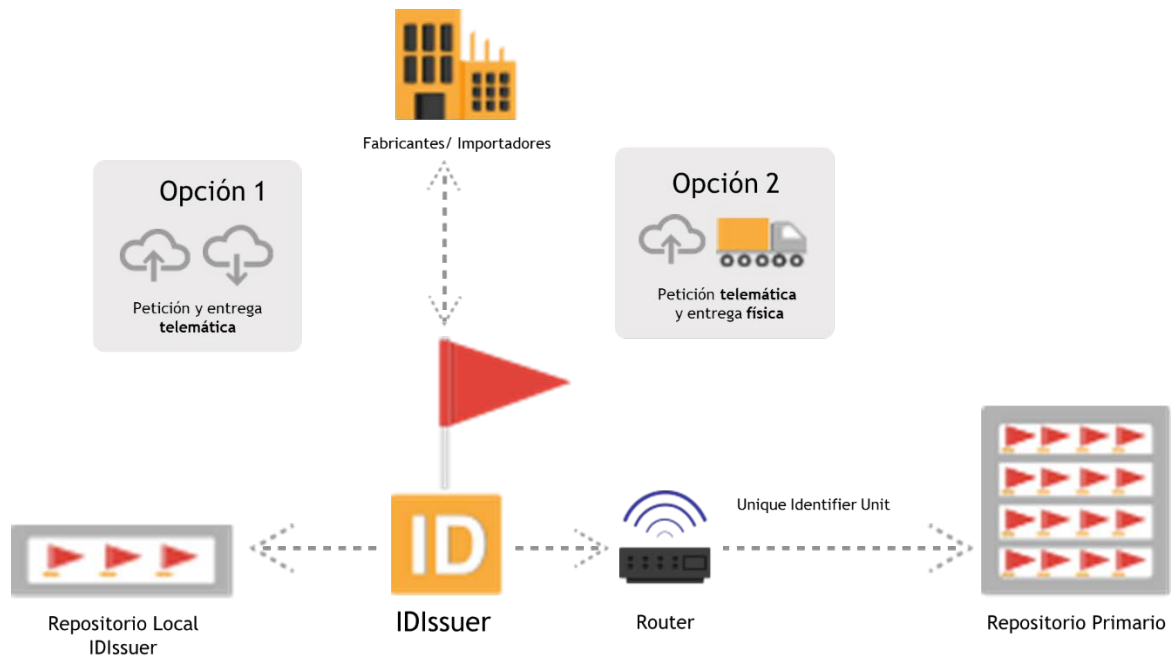 Fabricantes/ Importadores
Opción 1
Petición y entrega
telemática
Opción 2
Petición telemática
y entrega física
ID
IDIssuer
Unique Identifier Unit
Router
Repositorio Local
IDIssuer
Repositorio Primario